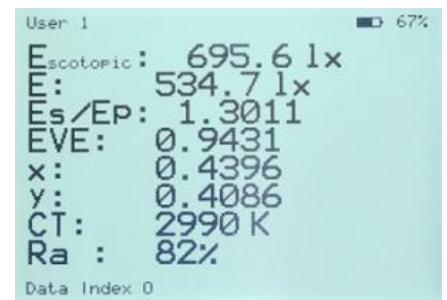 User 1 67%
Escotopic: 695.6 lx
E: 534.7 lx
Es/Ep: 1.3011
EVE: 0.9431
x: 0.4396
y: 0.4086
CT: 2990 K
Ra : 82%
Data Index 0